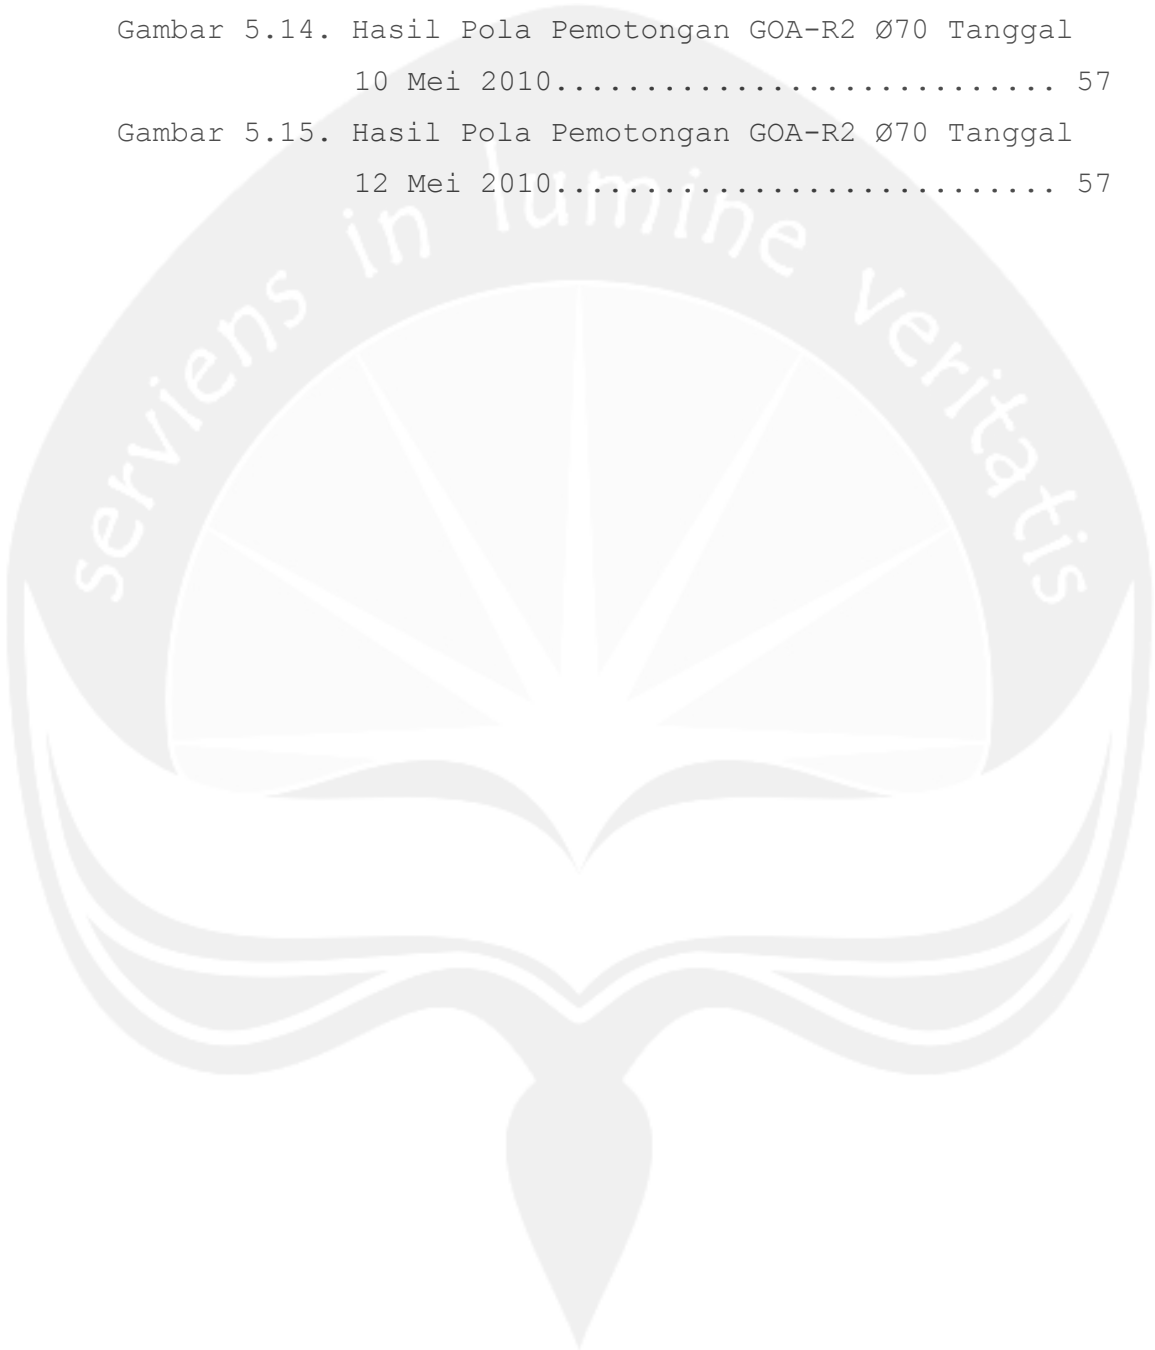 Gambar 5.14. Hasil Pola Pemotongan GOA-R2 Ø70 Tanggal
10 Mei 2010............................ 57
Gambar 5.15. Hasil Pola Pemotongan GOA-R2 Ø70 Tanggal
12 Mei 2010............................ 57
serviens in lumine veritatis